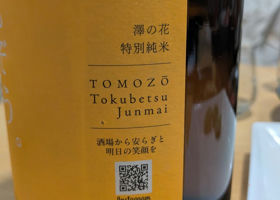 澤の花
特別純米
TOMOZŌ
Tokubetsu
Junmai
酒場から安らぎと
明日の笑顔を
Instagram